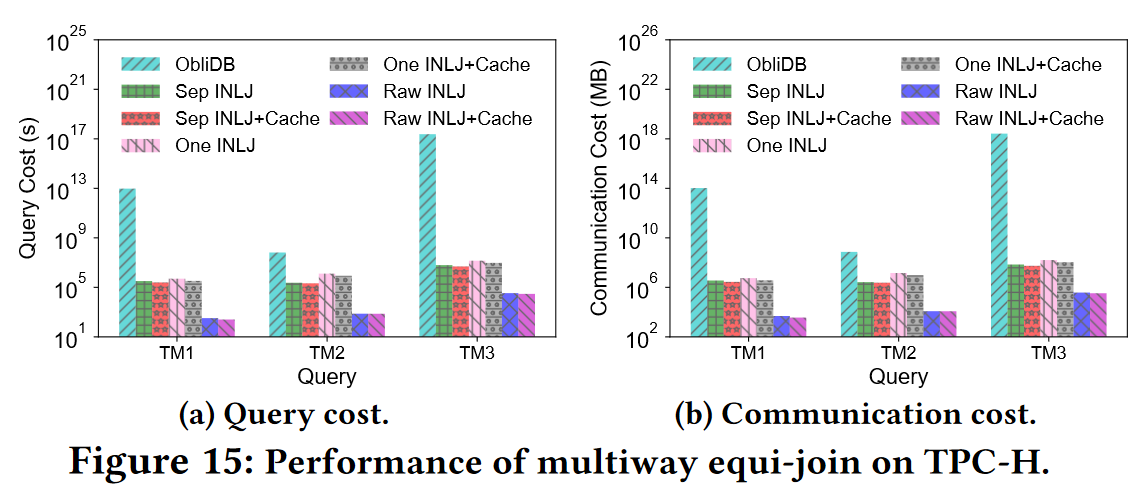 Query Cost (s)
10^25
10^21
10^17
10^13
10^9
10^5
10^1
ObliDB
Sep INLJ
Sep INLJ+Cache
One INLJ
One INLJ+Cache
Raw INLJ
Raw INLJ+Cache
TM1 TM2 TM3
Query
(a) Query cost.
Communication Cost (MB)
10^26
10^22
10^18
10^14
10^10
10^6
10^2
ObliDB
Sep INLJ
Sep INLJ+Cache
One INLJ
One INLJ+Cache
Raw INLJ
Raw INLJ+Cache
TM1 TM2 TM3
Query
(b) Communication cost.
Figure 15: Performance of multiway equi-join on TPC-H.